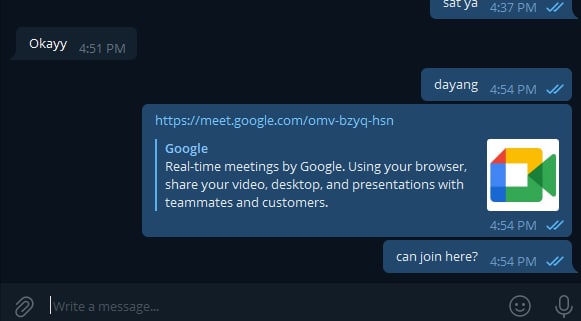 sat ya 4:37 PM
Okayy 4:51 PM
dayang 4:54 PM
https://meet.google.com/omv-bzyq-hsn
Google
Real-time meetings by Google. Using your browser,
share your video, desktop, and presentations with
teammates and customers.
4:54 PM
can join here? 4:54 PM
Write a message...